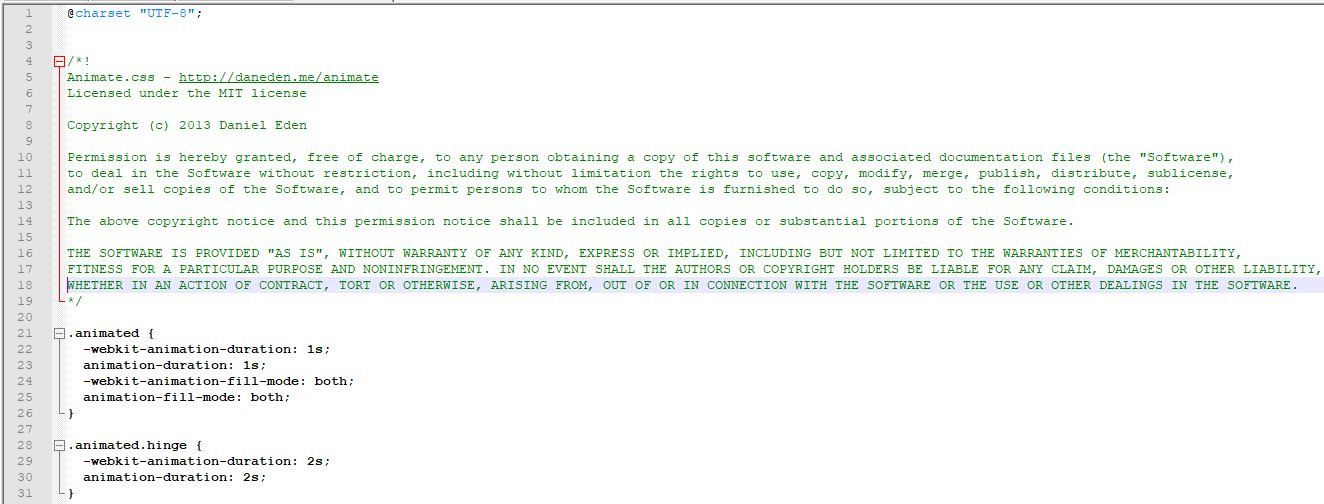 1 @charset "UTF-8";
2
3
4 /*!
5 Animate.css - http://daneden.me/animate
6 Licensed under the MIT license
7
8 Copyright (c) 2013 Daniel Eden
9
10 Permission is hereby granted, free of charge, to any person obtaining a copy of this software and associated documentation files (the "Software"),
11 to deal in the Software without restriction, including without limitation the rights to use, copy, modify, merge, publish, distribute, sublicense,
12 and/or sell copies of the Software, and to permit persons to whom the Software is furnished to do so, subject to the following conditions:
13
14 The above copyright notice and this permission notice shall be included in all copies or substantial portions of the Software.
15
16 THE SOFTWARE IS PROVIDED "AS IS", WITHOUT WARRANTY OF ANY KIND, EXPRESS OR IMPLIED, INCLUDING BUT NOT LIMITED TO THE WARRANTIES OF MERCHANTABILITY,
17 FITNESS FOR A PARTICULAR PURPOSE AND NONINFRINGEMENT. IN NO EVENT SHALL THE AUTHORS OR COPYRIGHT HOLDERS BE LIABLE FOR ANY CLAIM, DAMAGES OR OTHER LIABILITY,
18 WHETHER IN AN ACTION OF CONTRACT, TORT OR OTHERWISE, ARISING FROM, OUT OF OR IN CONNECTION WITH THE SOFTWARE OR THE USE OR OTHER DEALINGS IN THE SOFTWARE.
19 */
20
21 .animated {
22   -webkit-animation-duration: 1s;
23   animation-duration: 1s;
24   -webkit-animation-fill-mode: both;
25   animation-fill-mode: both;
26 }
27
28 .animated.hinge {
29   -webkit-animation-duration: 2s;
30   animation-duration: 2s;
31 }